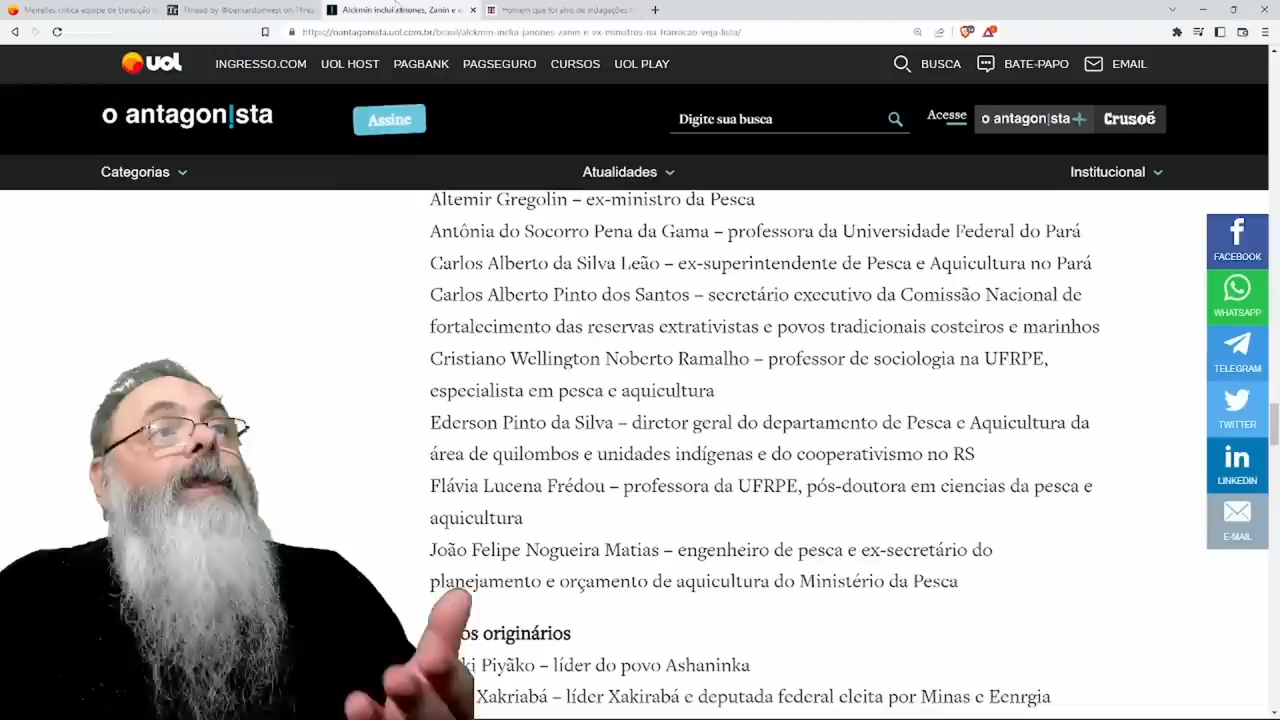 Meirelles critica equipe de transição
Thread by @bernardoinvest on Thre
Alckmin inclui Janones, Zanin e e
Homem que foi alvo de indagações
https://oantagonista.uol.com.br/brasil/alckmin-inclui-janones-zanin-e-ex-ministros-na-transicao-veja-lista/
UOL
INGRESSO.COM UOL HOST PAGBANK PAGSEGURO CURSOS UOL PLAY
BUSCA BATE-PAPO EMAIL
o antagon|sta
Assine
Digite sua busca
Acesse
o antagon|sta+
Crusoé
Categorias Atualidades Institucional
Altemir Gregolin – ex-ministro da Pesca
Antônia do Socorro Pena da Gama – professora da Universidade Federal do Pará
Carlos Alberto da Silva Leão – ex-superintendente de Pesca e Aquicultura no Pará
Carlos Alberto Pinto dos Santos – secretário executivo da Comissão Nacional de
fortalecimento das reservas extrativistas e povos tradicionais costeiros e marinhos
Cristiano Wellington Noberto Ramalho – professor de sociologia na UFRPE,
especialista em pesca e aquicultura
Ederson Pinto da Silva – diretor geral do departamento de Pesca e Aquicultura da
área de quilombos e unidades indígenas e do cooperativismo no RS
Flávia Lucena Frédou – professora da UFRPE, pós-doutora em ciencias da pesca e
aquicultura
João Felipe Nogueira Matias – engenheiro de pesca e ex-secretário do
planejamento e orçamento de aquicultura do Ministério da Pesca
os originários
ki Piyãko – líder do povo Ashaninka
Xakriabá – líder Xakirabá e deputada federal eleita por Minas e Eenrgia
FACEBOOK
WHATSAPP
TELEGRAM
TWITTER
LINKEDIN
E-MAIL